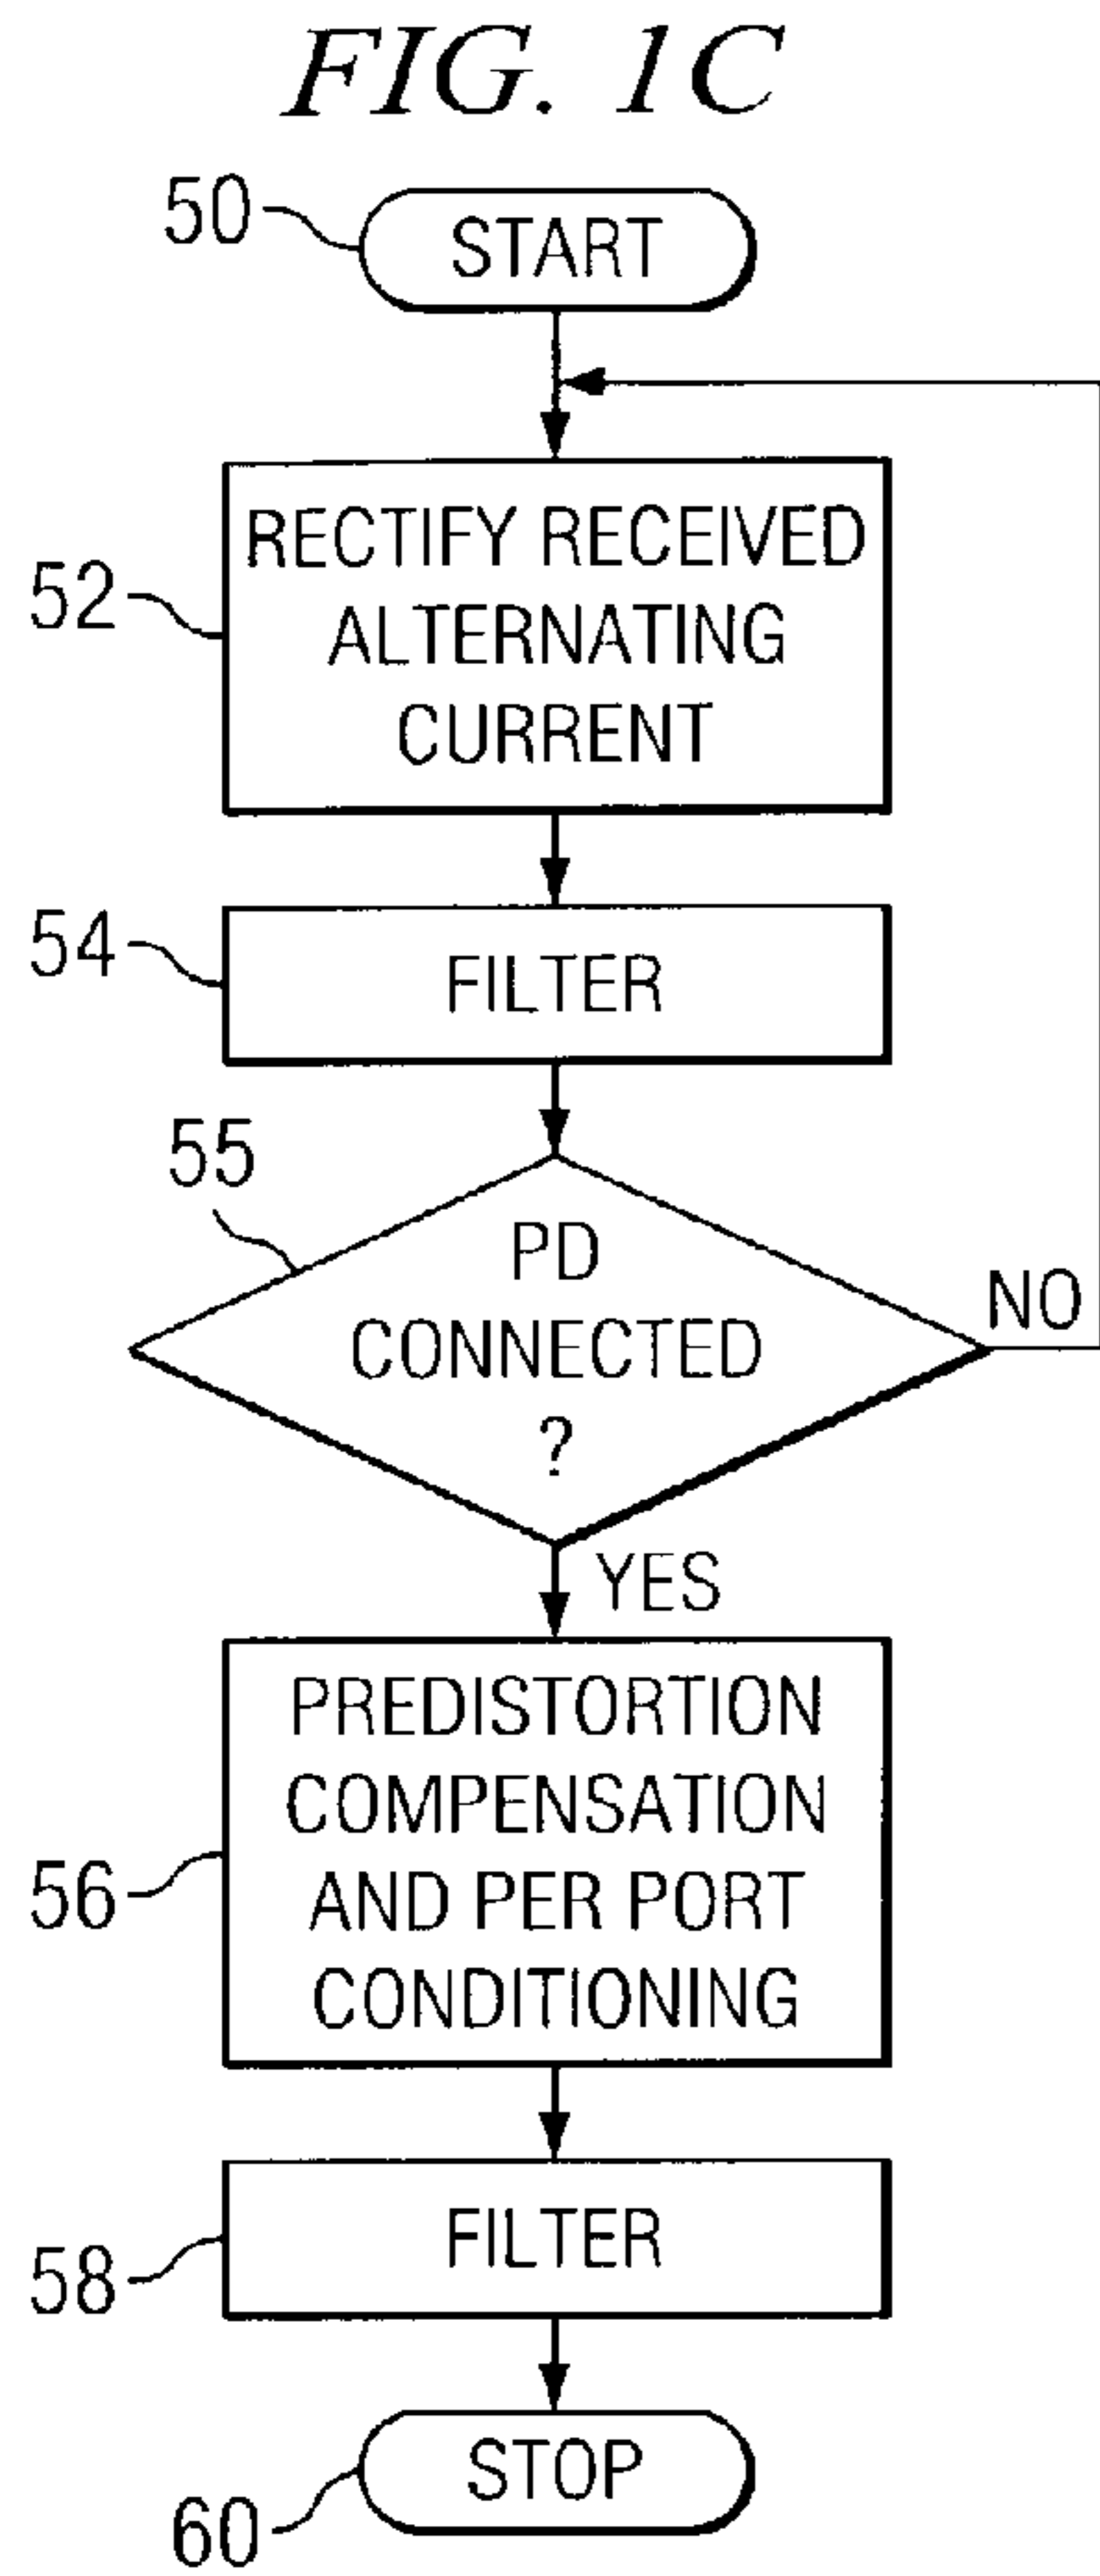 FIG. 1C
50
START
52
RECTIFY RECEIVED
ALTERNATING
CURRENT
54
FILTER
55
PD
CONNECTED
?
NO
YES
56
PREDISTORTION
COMPENSATION
AND PER PORT
CONDITIONING
58
FILTER
STOP
60